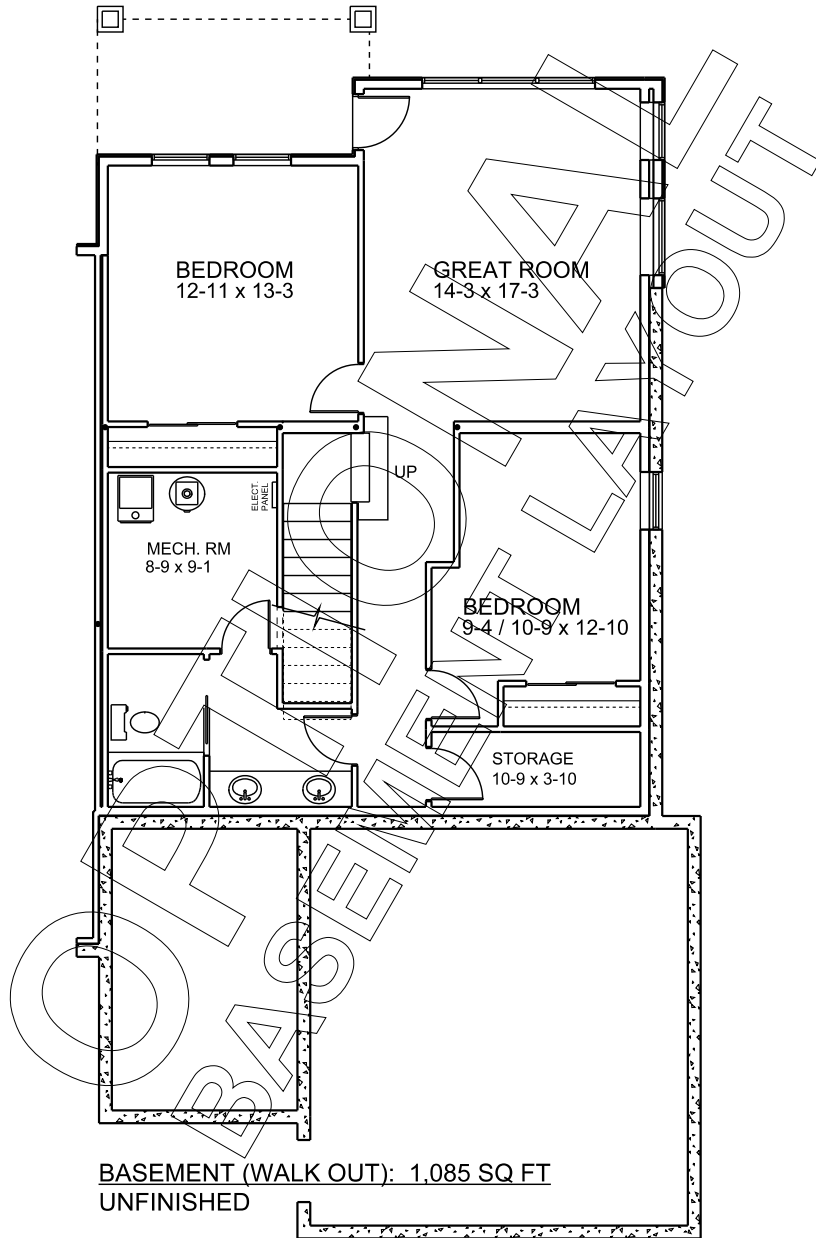 BEDROOM
12-11 x 13-3
GREAT ROOM
14-3 x 17-3
UP
ELECT.
PANEL
MECH. RM
8-9 x 9-1
BEDROOM
9-4 / 10-9 x 12-10
STORAGE
10-9 x 3-10
OPTIONAL
BASEMENT LAYOUT
BASEMENT (WALK OUT): 1,085 SQ FT
UNFINISHED